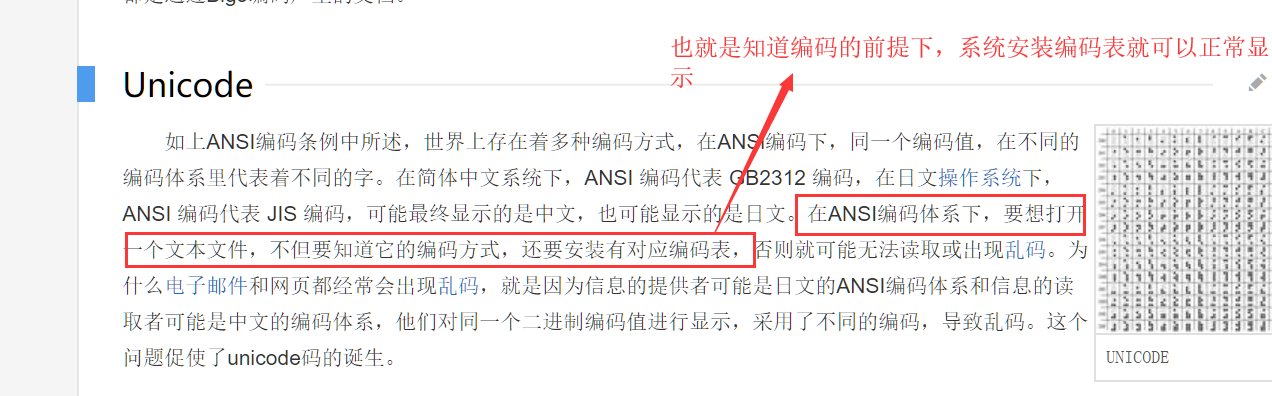 都是通过Big5编码产生的文档。
也就是知道编码的前提下，系统安装编码表就可以正常显
示
Unicode
如上ANSI编码条例中所述，世界上存在着多种编码方式，在ANSI编码下，同一个编码值，在不同的
编码体系里代表着不同的字。在简体中文系统下，ANSI 编码代表 GB2312 编码，在日文操作系统下，
ANSI 编码代表 JIS 编码，可能最终显示的是中文，也可能显示的是日文。在ANSI编码体系下，要想打开
一个文本文件，不但要知道它的编码方式，还要安装有对应编码表，否则就可能无法读取或出现乱码。为
什么电子邮件和网页都经常会出现乱码，就是因为信息的提供者可能是日文的ANSI编码体系和信息的读
取者可能是中文的编码体系，他们对同一个二进制编码值进行显示，采用了不同的编码，导致乱码。这个
问题促使了unicode码的诞生。
UNICODE